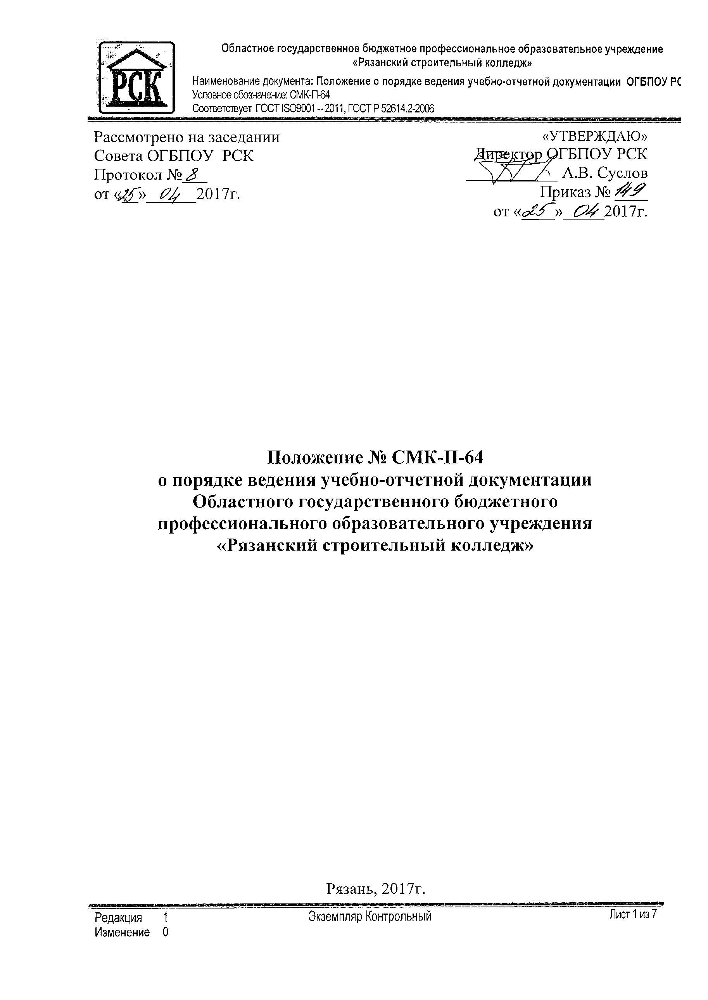 РСК
Областное государственное бюджетное профессиональное образовательное учреждение
«Рязанский строительный колледж»
Наименование документа: Положение о порядке ведения учебно-отчетной документации ОГБПОУ РС
Условное обозначение: СМК-П-64
Соответствует ГОСТ ISO9001 – 2011, ГОСТ Р 52614.2-2006
Рассмотрено на заседании
Совета ОГБПОУ РСК
Протокол № 8
от «25» 04 2017г.
«УТВЕРЖДАЮ»
Директор ОГБПОУ РСК
А.В. Суслов
Приказ № 149
от «25» 04 2017г.
Положение № СМК-П-64
о порядке ведения учебно-отчетной документации
Областного государственного бюджетного
профессионального образовательного учреждения
«Рязанский строительный колледж»
Рязань, 2017г.
Редакция 1
Изменение 0
Экземпляр Контрольный
Лист 1 из 7